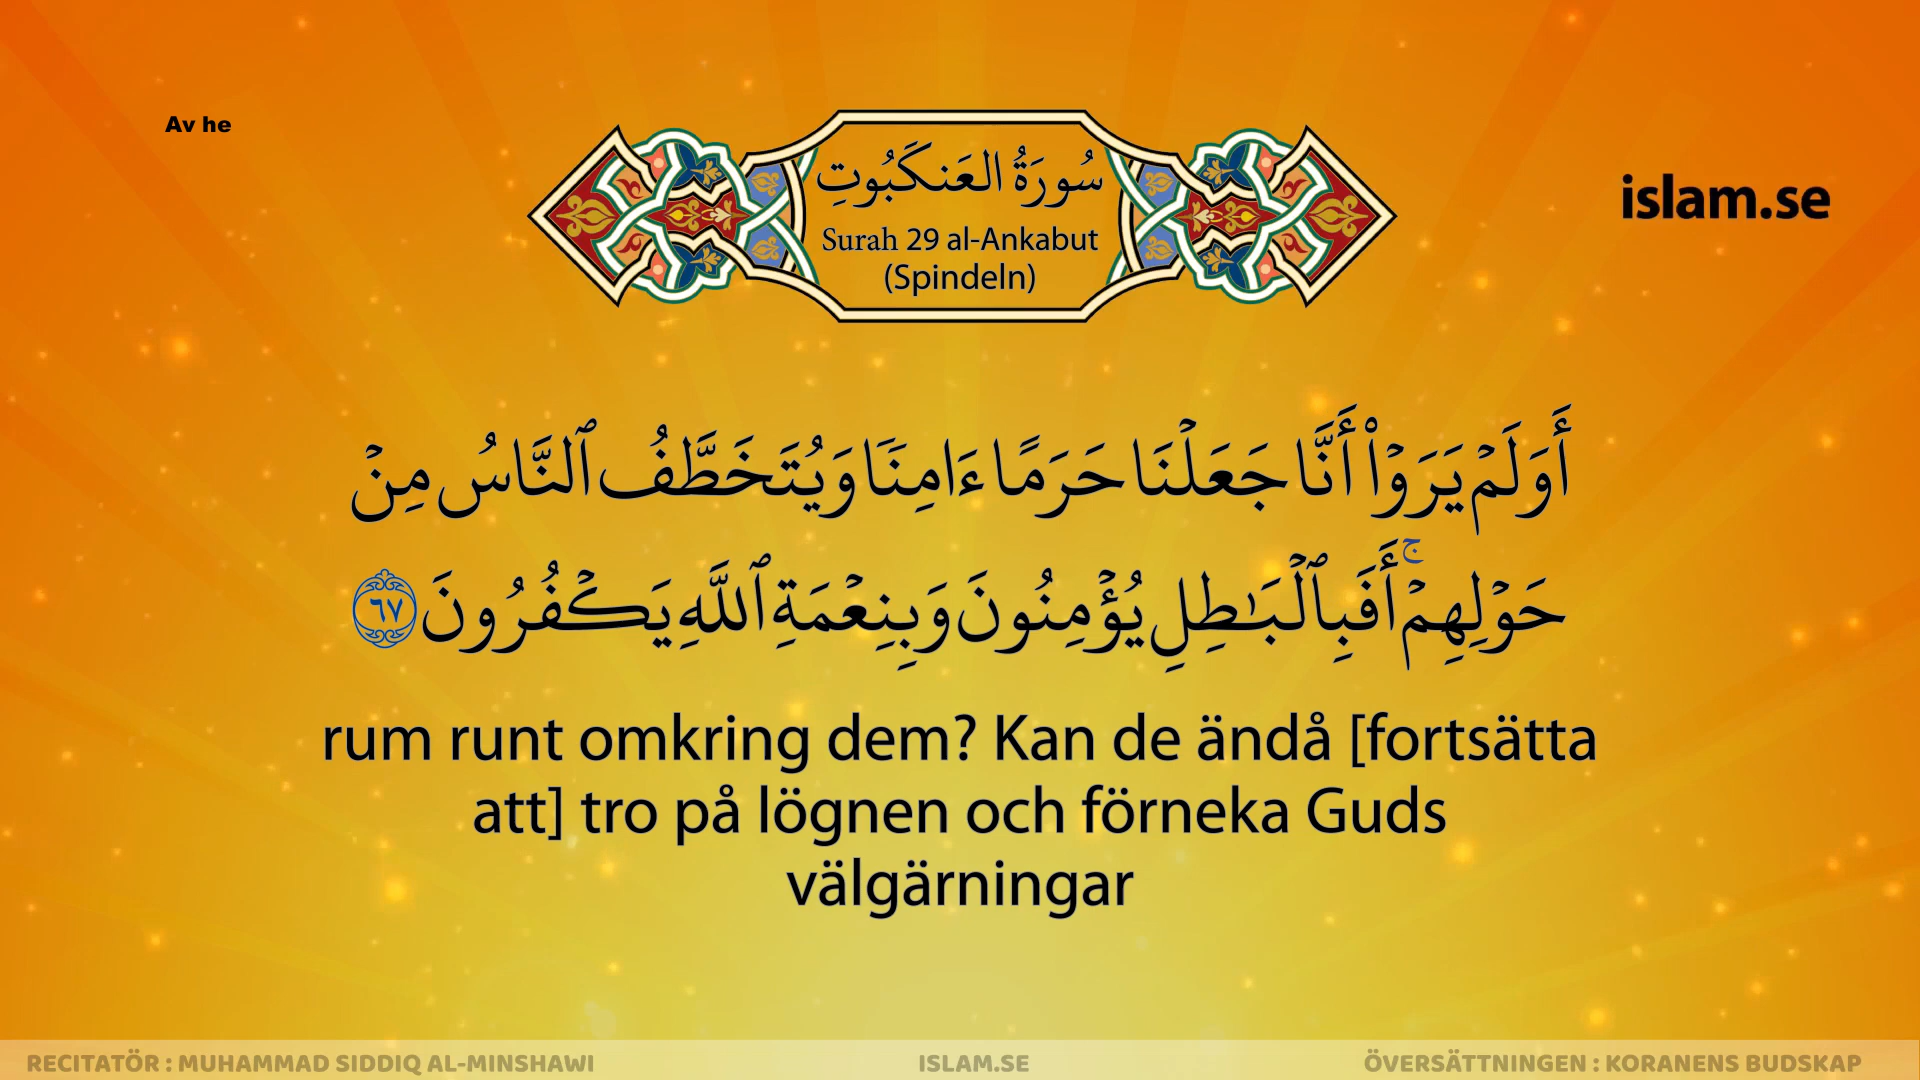 Av he
سُورَةُ العَنكَبُوتِ
Surah 29 al-Ankabut
(Spindeln)
islam.se
أَوَلَمْ يَرَوْا۟ أَنَّا جَعَلْنَا حَرَمًا ءَامِنًا وَيُتَخَطَّفُ ٱلنَّاسُ مِنْ
حَوْلِهِمْ ۚ أَفَبِٱلْبَـٰطِلِ يُؤْمِنُونَ وَبِنِعْمَةِ ٱللَّهِ يَكْفُرُونَ ٦٧
rum runt omkring dem? Kan de ändå [fortsätta
att] tro på lögnen och förneka Guds
välgärningar
RECITATÖR : MUHAMMAD SIDDIQ AL-MINSHAWI
ISLAM.SE
ÖVERSÄTTNINGEN : KORANENS BUDSKAP